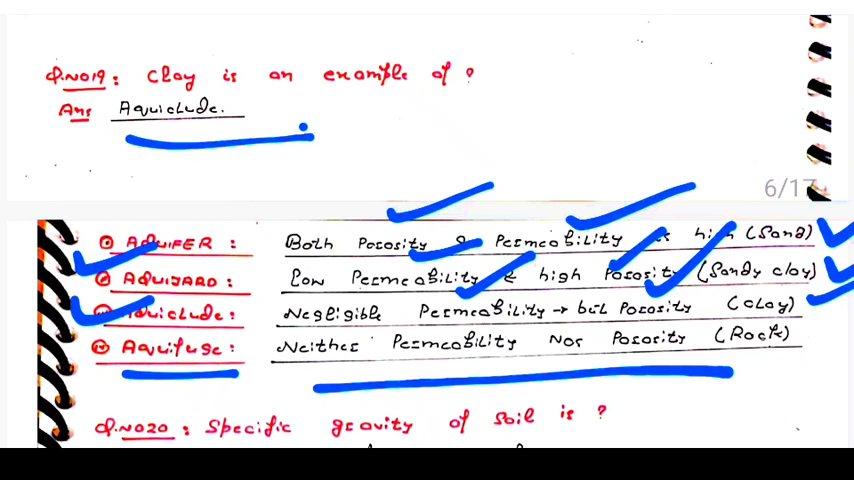 Q.NO19: Clay is an example of ?
Ans Aquiclude.
6/17
AQUIFER: Both Porosity & Permeability is high (Sand)
AQUITARD: Low Permeability & high Porosity (Sandy clay)
Aquiclude: Negligible Permeability → but Porosity (Clay)
(iv) Aquifuge: Neither Permeability Nor Porosity (Rock)
Q.NO20: Specific gravity of soil is ?